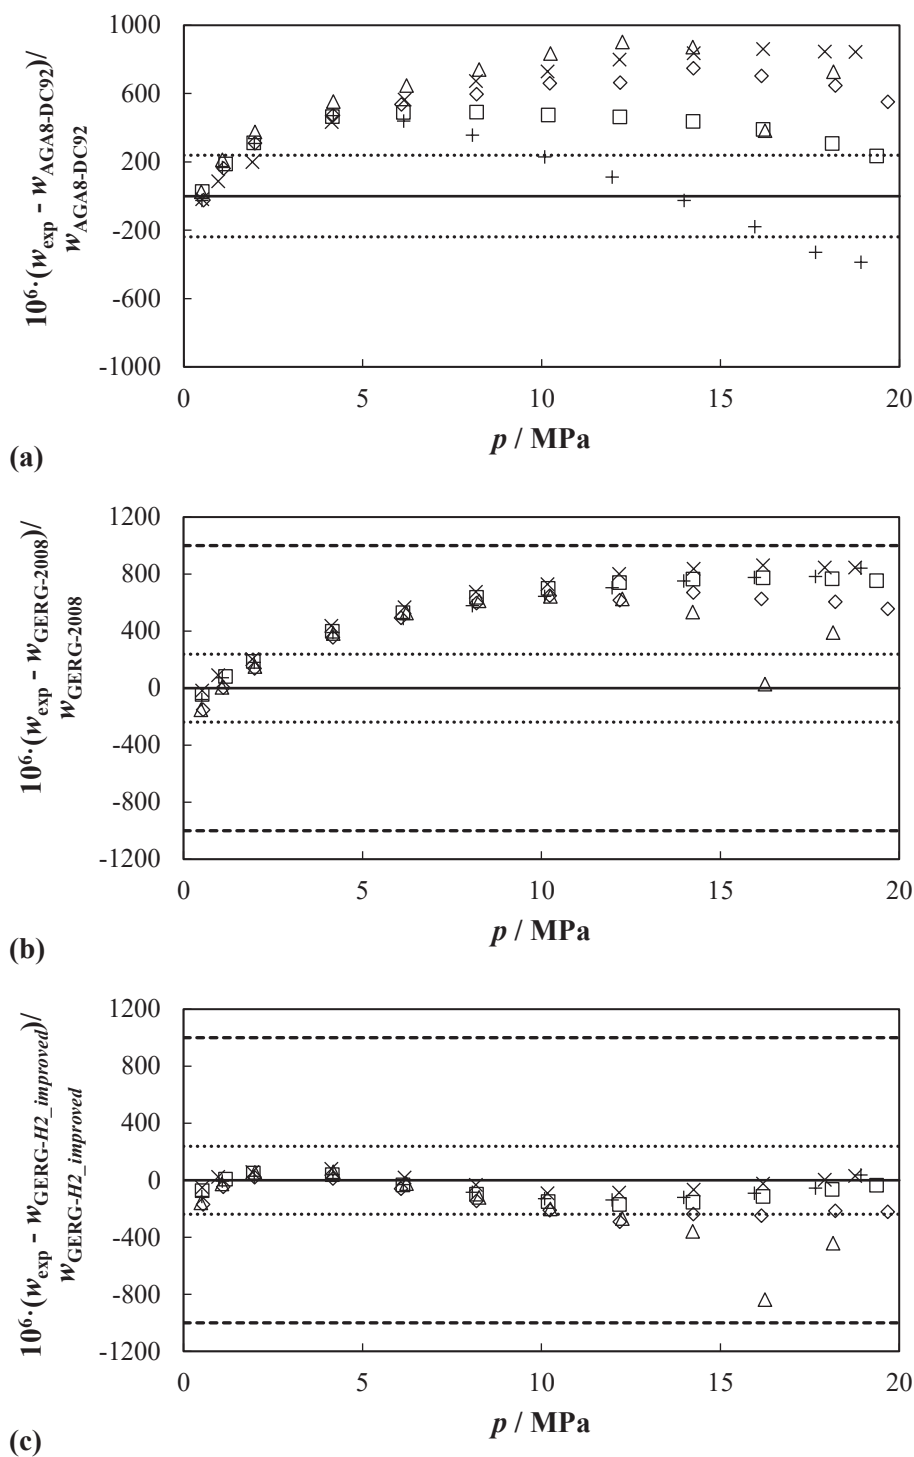 1000
600
200
-200
-600
-1000
10⁶·(w_exp - w_AGA8-DC92)/
w_AGA8-DC92
0 5 10 15 20
p / MPa
(a)
1200
800
400
0
-400
-800
-1200
10⁶·(w_exp - w_GERG-2008)/
w_GERG-2008
0 5 10 15 20
p / MPa
(b)
1200
800
400
0
-400
-800
-1200
10⁶·(w_exp - w_GERG-H2_improved)/
w_GERG-H2_improved
0 5 10 15 20
p / MPa
(c)